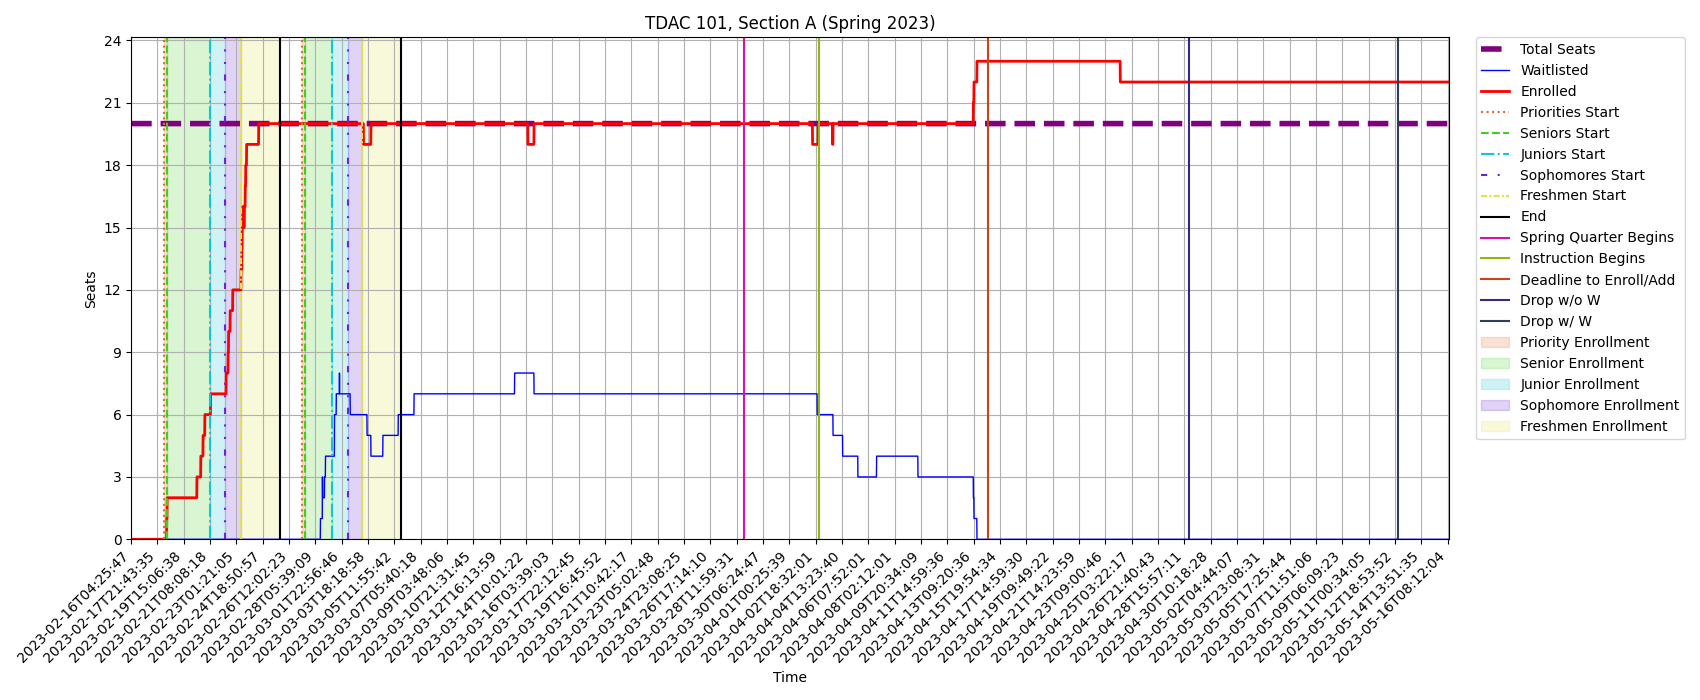 TDAC 101, Section A (Spring 2023)
24
21
18
15
12
9
6
3
0
Seats
2023-02-16T04:25:47
2023-02-17T21:43:35
2023-02-19T15:06:38
2023-02-21T08:08:18
2023-02-23T01:21:05
2023-02-24T18:50:57
2023-02-26T12:02:23
2023-02-28T05:39:09
2023-03-01T22:56:46
2023-03-03T18:18:58
2023-03-05T11:55:42
2023-03-07T05:40:18
2023-03-09T03:48:06
2023-03-10T21:31:45
2023-03-12T16:13:59
2023-03-14T10:01:22
2023-03-16T03:39:03
2023-03-17T22:12:45
2023-03-19T16:45:52
2023-03-21T10:42:17
2023-03-23T05:02:48
2023-03-24T23:08:25
2023-03-26T17:14:10
2023-03-28T11:59:31
2023-03-30T06:24:47
2023-04-01T00:25:39
2023-04-02T18:32:01
2023-04-04T13:23:40
2023-04-06T07:52:01
2023-04-08T02:12:01
2023-04-09T20:34:09
2023-04-11T14:59:36
2023-04-13T09:20:36
2023-04-15T19:54:34
2023-04-17T14:59:30
2023-04-19T09:49:22
2023-04-21T14:23:59
2023-04-23T09:00:46
2023-04-25T03:22:17
2023-04-26T21:40:43
2023-04-28T15:57:11
2023-04-30T10:18:28
2023-05-02T04:44:07
2023-05-03T23:08:31
2023-05-05T17:25:44
2023-05-07T11:51:06
2023-05-09T06:09:23
2023-05-11T00:34:05
2023-05-12T18:53:52
2023-05-14T13:51:35
2023-05-16T08:12:04
Time
Total Seats
Waitlisted
Enrolled
Priorities Start
Seniors Start
Juniors Start
Sophomores Start
Freshmen Start
End
Spring Quarter Begins
Instruction Begins
Deadline to Enroll/Add
Drop w/o W
Drop w/ W
Priority Enrollment
Senior Enrollment
Junior Enrollment
Sophomore Enrollment
Freshmen Enrollment